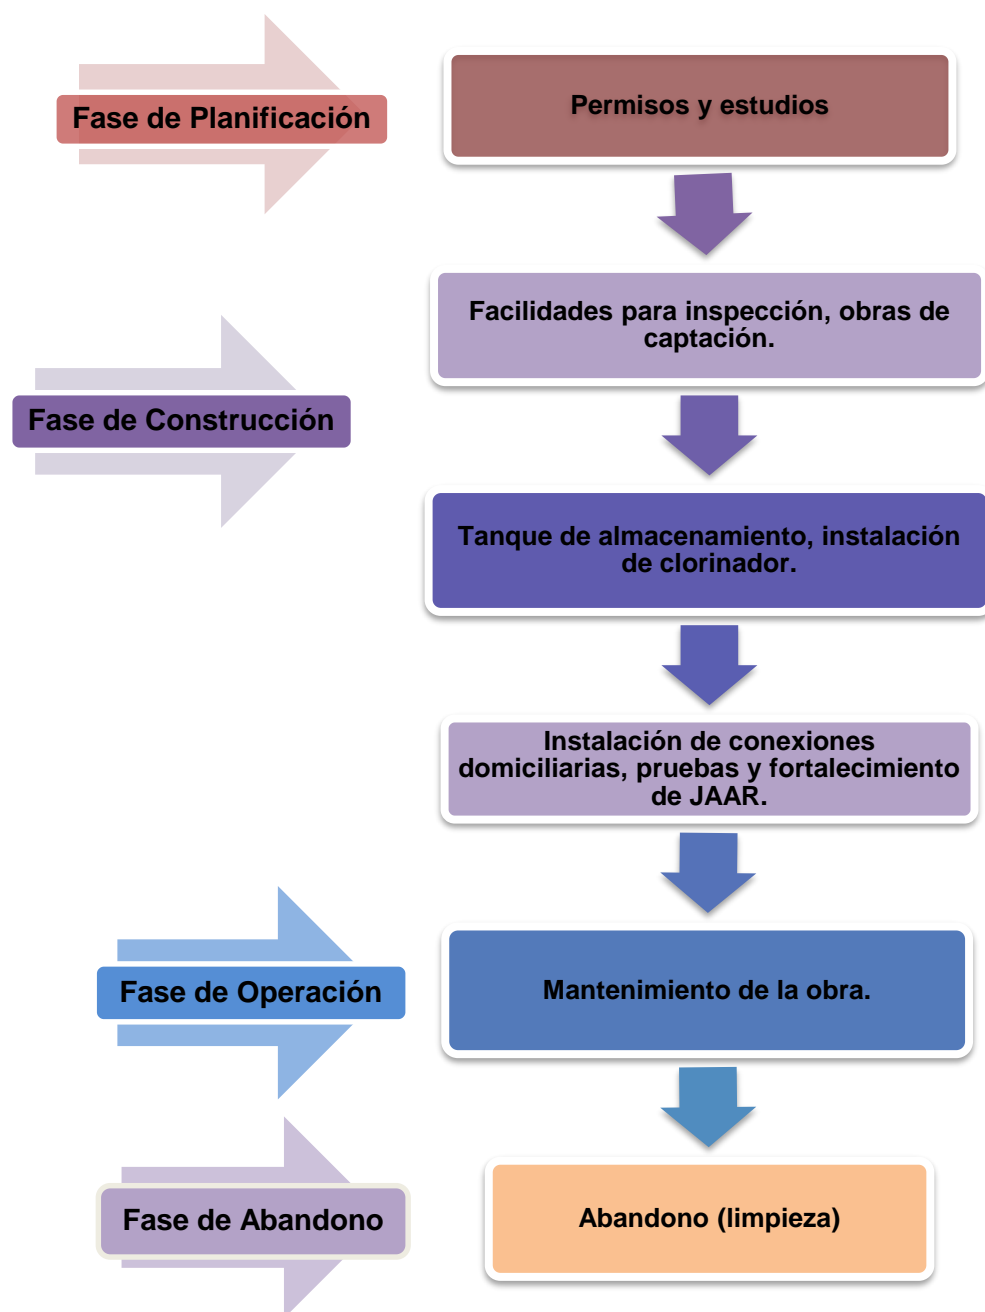 Fase de Planificación
Permisos y estudios
Facilidades para inspección, obras de
captación.
Fase de Construcción
Tanque de almacenamiento, instalación
de clorinador.
Instalación de conexiones
domiciliarias, pruebas y fortalecimiento
de JAAR.
Fase de Operación
Mantenimiento de la obra.
Fase de Abandono
Abandono (limpieza)